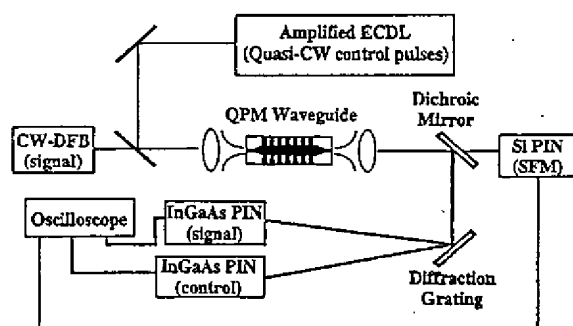 Amplified ECDL
(Quasi-CW control pulses)
QPM Waveguide
Dichroic
Mirror
CW-DFB
(signal)
Si PIN
(SFM)
Oscilloscope
InGaAs PIN
(signal)
InGaAs PIN
(control)
Diffraction
Grating